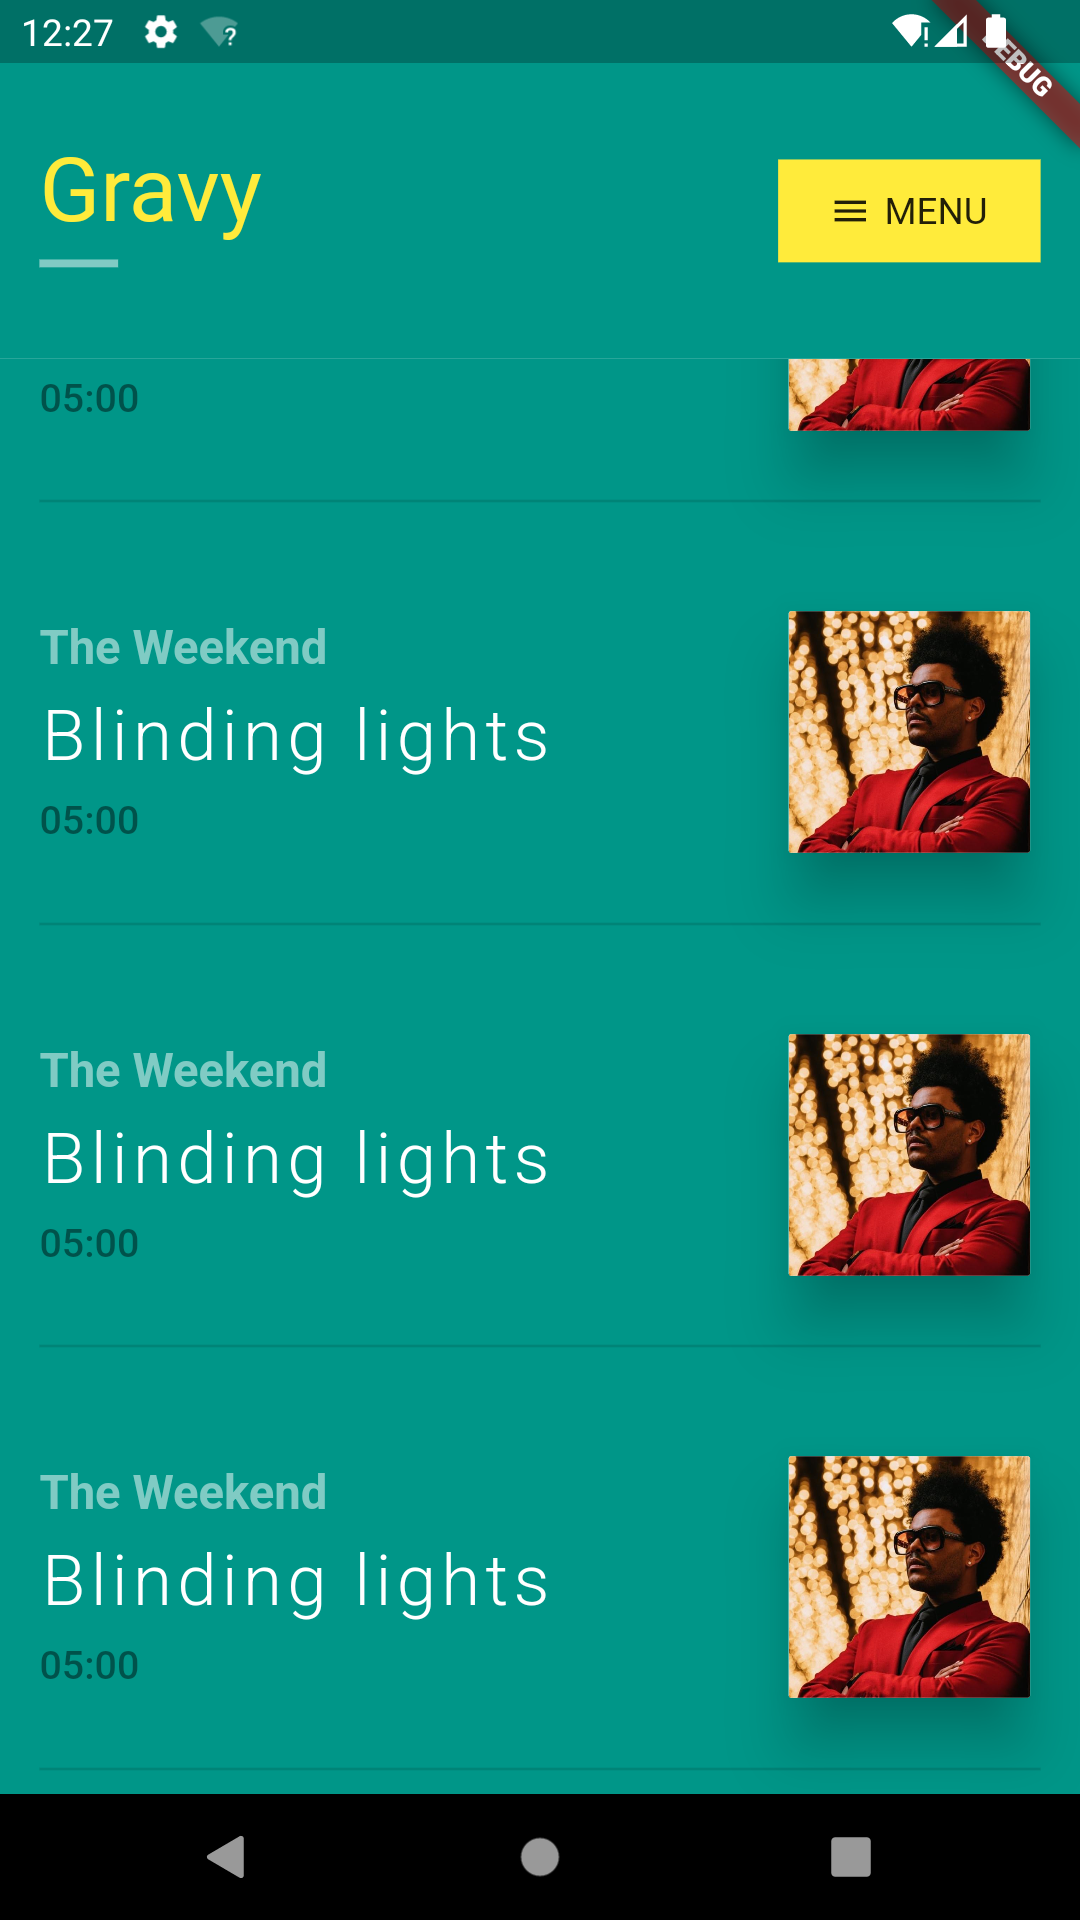 12:27
DEBUG
Gravy
MENU
05:00
The Weekend
Blinding lights
05:00
The Weekend
Blinding lights
05:00
The Weekend
Blinding lights
05:00